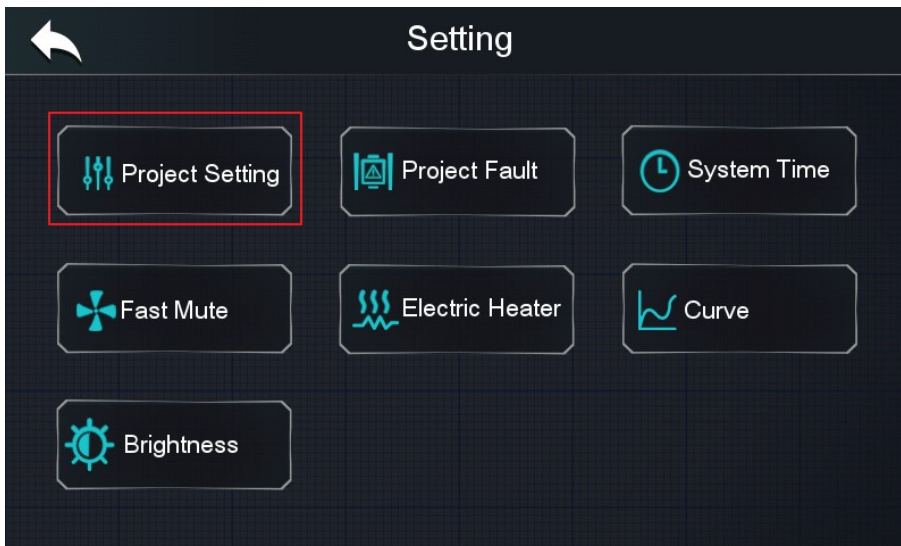 Setting
Project Setting
Project Fault
System Time
Fast Mute
Electric Heater
Curve
Brightness